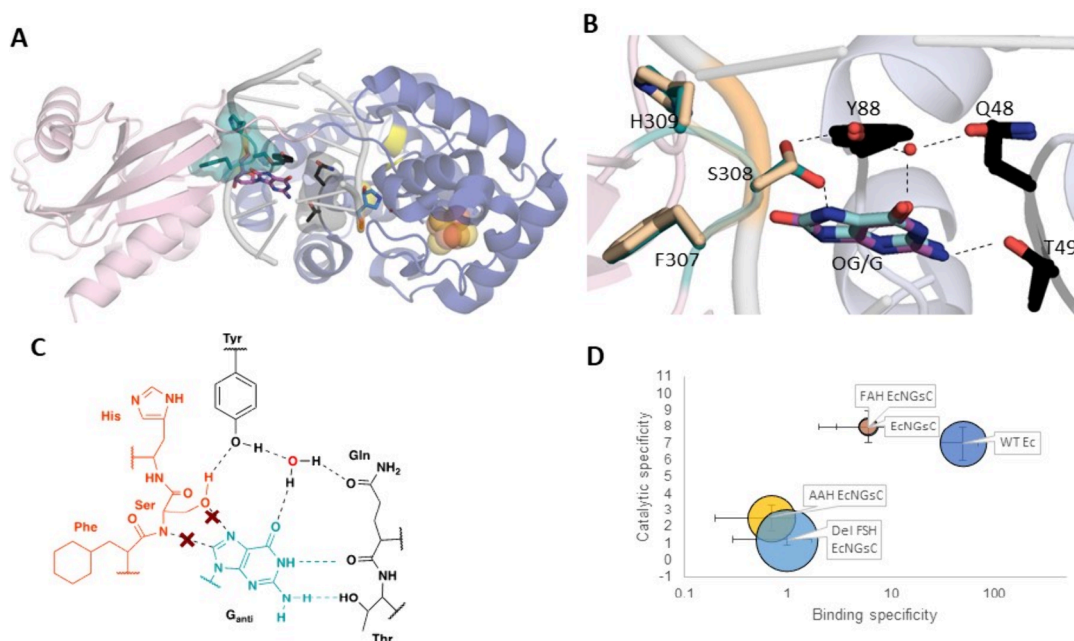 A
B
H309
Y88
Q48
S308
F307
OG/G
T49
C
Tyr
His
NH
N
O
H
O
H
O
H
Gln
NH₂
O
H
Ser
O
NH
O
Phe
O
N
H
N
O
N
NH
N
N
N
H
H
G anti
O
NH
HO
Thr
D
Catalytic specificity
11
10
9
8
7
6
5
4
3
2
1
0
-1
FAH EcNGsC
EcNGsC
WT Ec
AAH EcNGsC
Del FSH
EcNGsC
0.1
1
10
100
Binding specificity